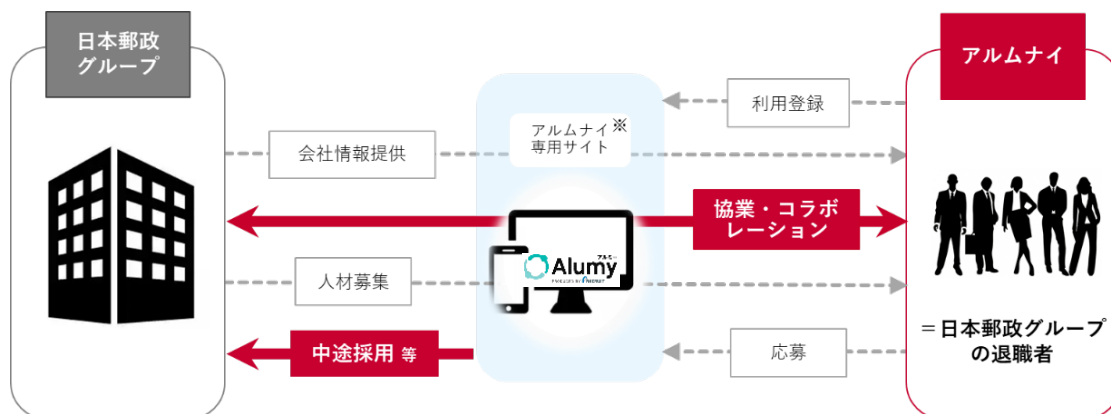 日本郵政
グループ
アルムナイ
利用登録
アルムナイ※
専用サイト
会社情報提供
協業・コラボ
レーション
アルミー
Alumy
人材募集
＝日本郵政グループ
の退職者
中途採用 等
応募